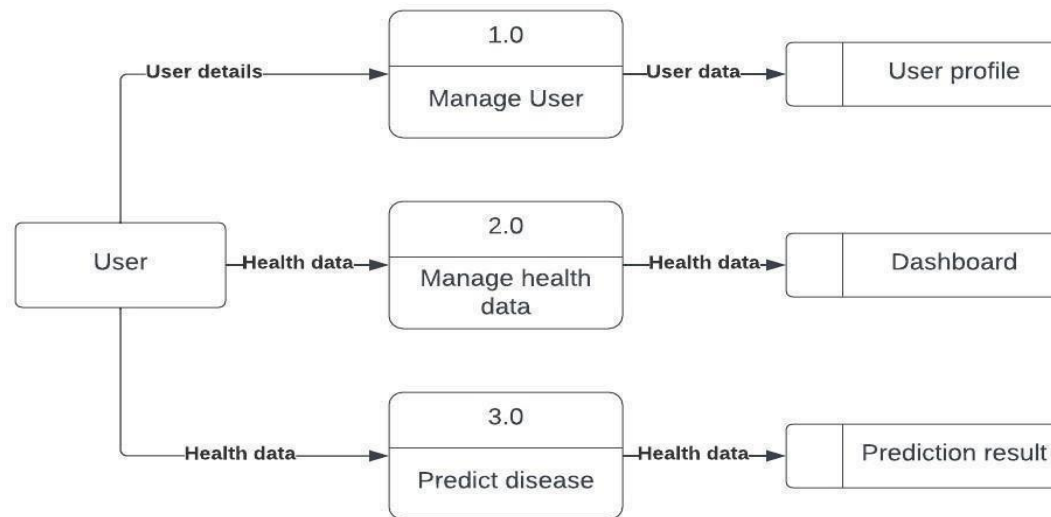 1.0
User details
Manage User
User data
User profile
User
Health data
2.0
Manage health
data
Health data
Dashboard
Health data
3.0
Predict disease
Health data
Prediction result